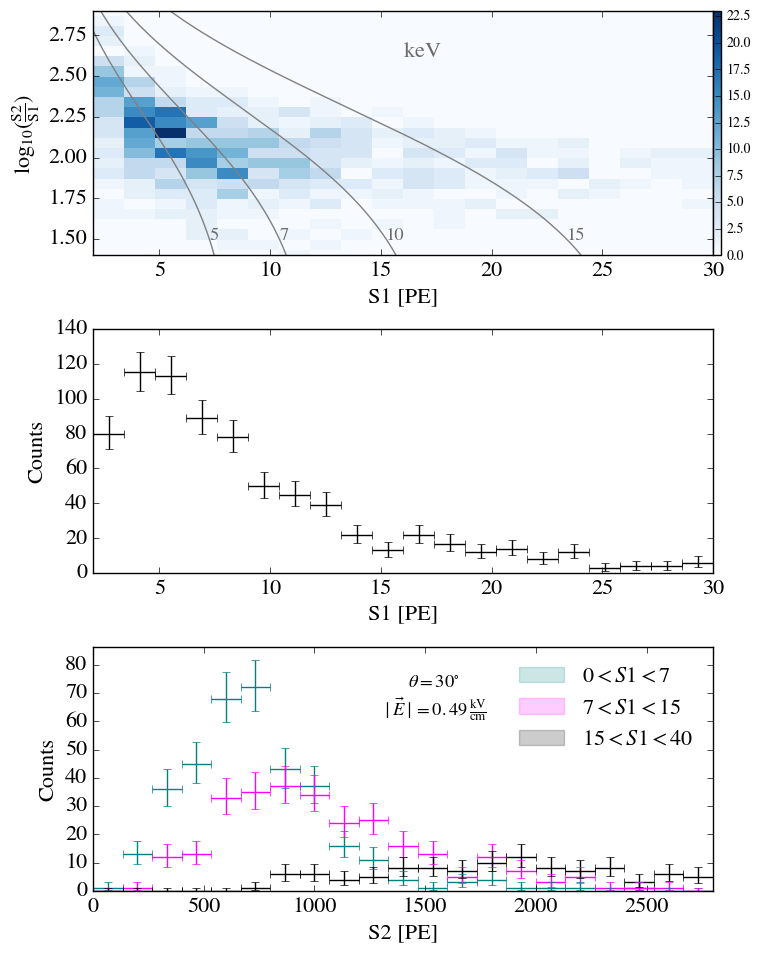 keV
2.75
2.50
2.25
2.00
1.75
1.50
log10(S2/S1)
5
7
10
15
22.5
20.0
17.5
15.0
12.5
10.0
7.5
5.0
2.5
0.0
5 10 15 20 25 30
S1 [PE]
140
120
100
80
60
40
20
0
Counts
5 10 15 20 25 30
S1 [PE]
80
70
60
50
40
30
20
10
0
Counts
θ = 30°
|E⃗| = 0.49 kV/cm
0 < S1 < 7
7 < S1 < 15
15 < S1 < 40
0 500 1000 1500 2000 2500
S2 [PE]